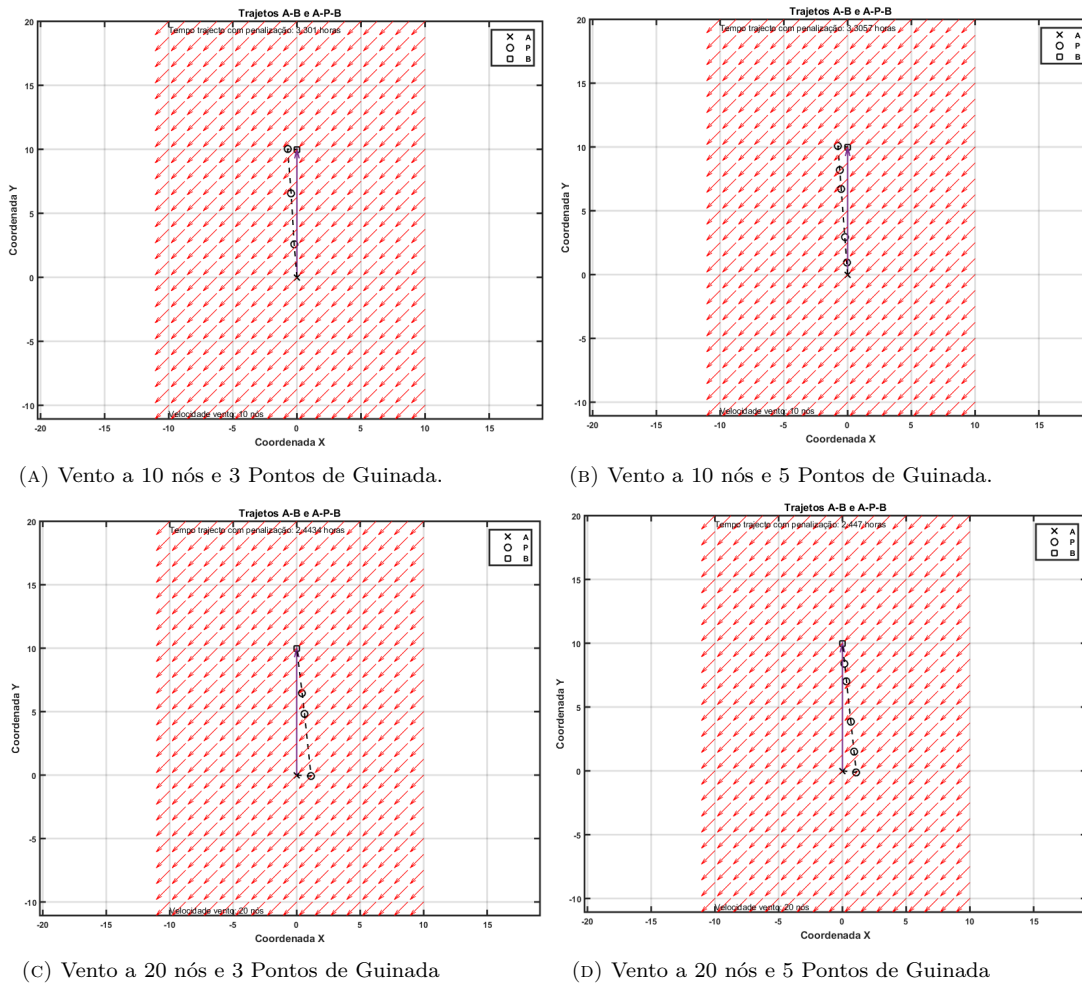 Trajetos A-B e A-P-B
Tempo trajecto com penalização: 3.301 horas
A
P
B
Coordenada Y
20
15
10
5
0
-5
-10
Velocidade vento: 10 nós
-20 -15 -10 -5 0 5 10 15
Coordenada X
(A) Vento a 10 nós e 3 Pontos de Guinada.
Trajetos A-B e A-P-B
Tempo trajecto com penalização: 3.3057 horas
A
P
B
Coordenada Y
20
15
10
5
0
-5
-10
Velocidade vento: 10 nós
-20 -15 -10 -5 0 5 10 15
Coordenada X
(B) Vento a 10 nós e 5 Pontos de Guinada.
Trajetos A-B e A-P-B
Tempo trajecto com penalização: 2.4434 horas
A
P
B
Coordenada Y
20
15
10
5
0
-5
-10
Velocidade vento: 20 nós
-20 -15 -10 -5 0 5 10 15
Coordenada X
(C) Vento a 20 nós e 3 Pontos de Guinada
Trajetos A-B e A-P-B
Tempo trajecto com penalização: 2.447 horas
A
P
B
Coordenada Y
20
15
10
5
0
-5
-10
Velocidade vento: 20 nós
-20 -15 -10 -5 0 5 10 15
Coordenada X
(D) Vento a 20 nós e 5 Pontos de Guinada